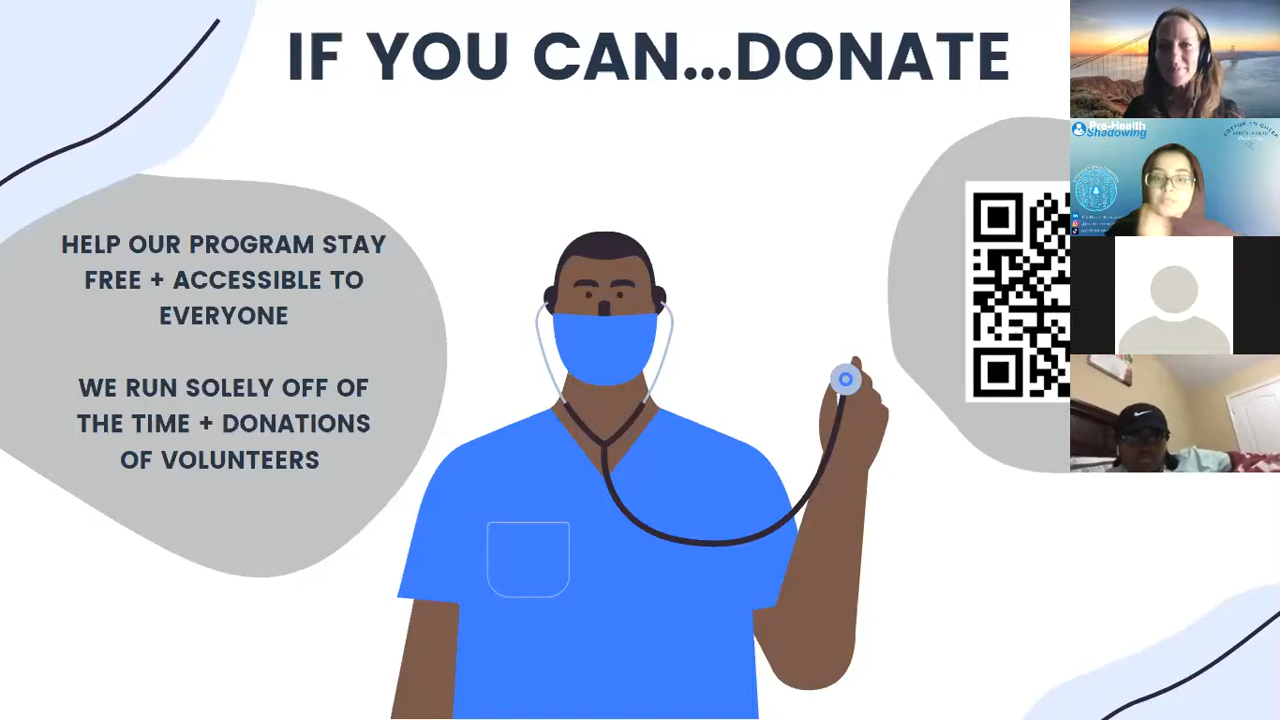 IF YOU CAN...DONATE
HELP OUR PROGRAM STAY
FREE + ACCESSIBLE TO
EVERYONE
WE RUN SOLELY OFF OF
THE TIME + DONATIONS
OF VOLUNTEERS
Pre-Health
Shadowing